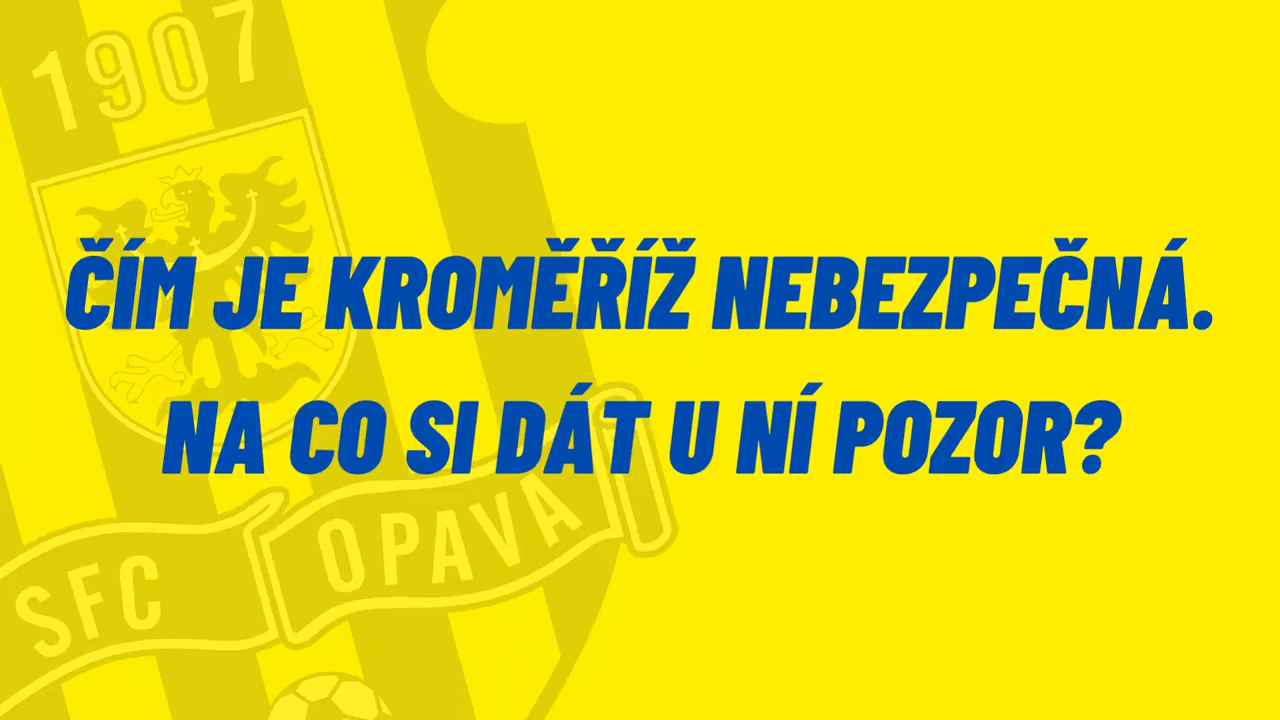 1907
ČÍM JE KROMĚŘÍŽ NEBEZPEČNÁ.
NA CO SI DÁT U NÍ POZOR?
SFC OPAVA